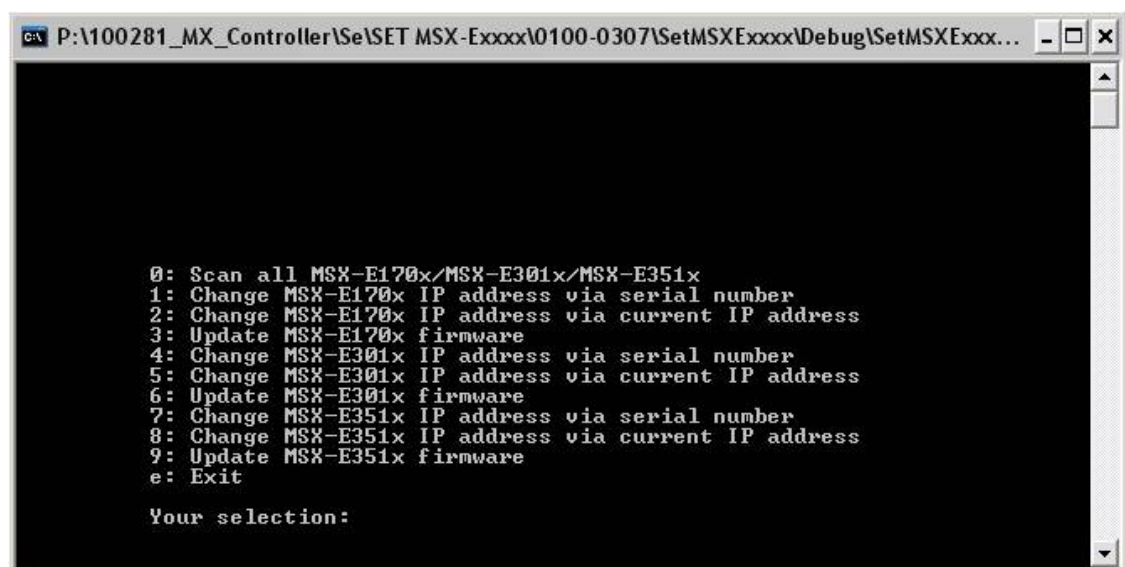 P:\100281_MX_Controller\Se\SET MSX-Exxxx\0100-0307\SetMSXExxxx\Debug\SetMSXExxx...
0: Scan all MSX-E170x/MSX-E301x/MSX-E351x
1: Change MSX-E170x IP address via serial number
2: Change MSX-E170x IP address via current IP address
3: Update MSX-E170x firmware
4: Change MSX-E301x IP address via serial number
5: Change MSX-E301x IP address via current IP address
6: Update MSX-E301x firmware
7: Change MSX-E351x IP address via serial number
8: Change MSX-E351x IP address via current IP address
9: Update MSX-E351x firmware
e: Exit
Your selection: